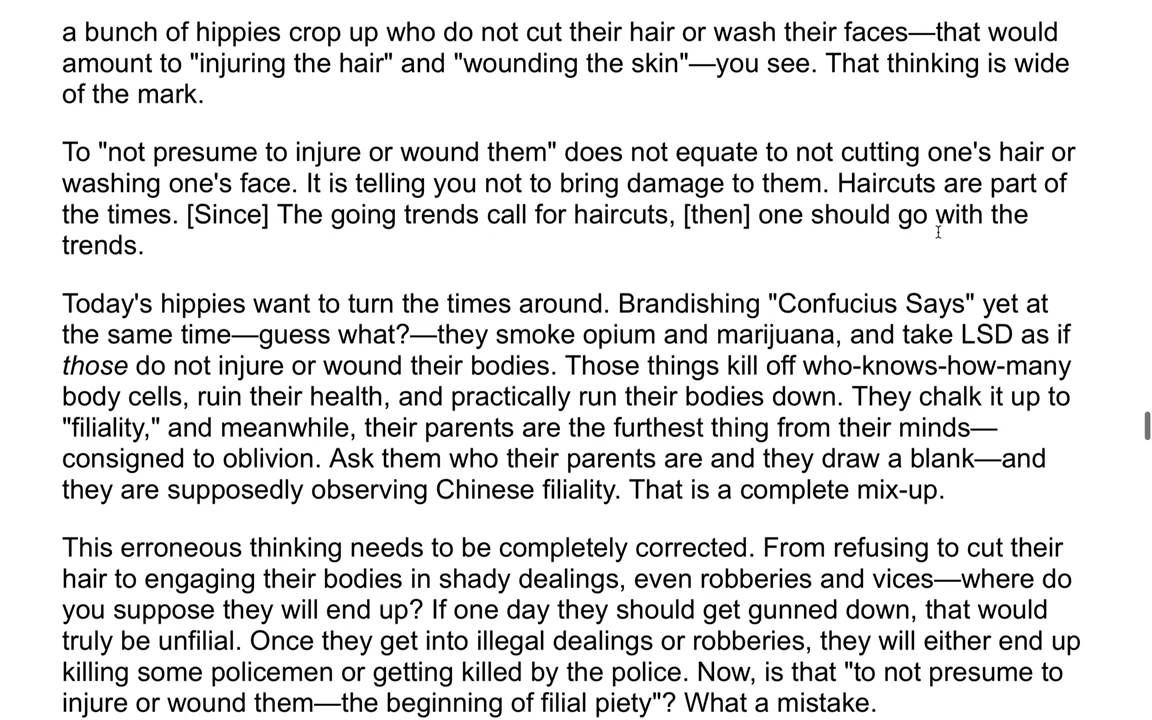 a bunch of hippies crop up who do not cut their hair or wash their faces—that would
amount to "injuring the hair" and "wounding the skin"—you see. That thinking is wide
of the mark.
To "not presume to injure or wound them" does not equate to not cutting one's hair or
washing one's face. It is telling you not to bring damage to them. Haircuts are part of
the times. [Since] The going trends call for haircuts, [then] one should go with the
trends.
Today's hippies want to turn the times around. Brandishing "Confucius Says" yet at
the same time—guess what?—they smoke opium and marijuana, and take LSD as if
those do not injure or wound their bodies. Those things kill off who-knows-how-many
body cells, ruin their health, and practically run their bodies down. They chalk it up to
"filiality," and meanwhile, their parents are the furthest thing from their minds—
consigned to oblivion. Ask them who their parents are and they draw a blank—and
they are supposedly observing Chinese filiality. That is a complete mix-up.
This erroneous thinking needs to be completely corrected. From refusing to cut their
hair to engaging their bodies in shady dealings, even robberies and vices—where do
you suppose they will end up? If one day they should get gunned down, that would
truly be unfilial. Once they get into illegal dealings or robberies, they will either end up
killing some policemen or getting killed by the police. Now, is that "to not presume to
injure or wound them—the beginning of filial piety"? What a mistake.